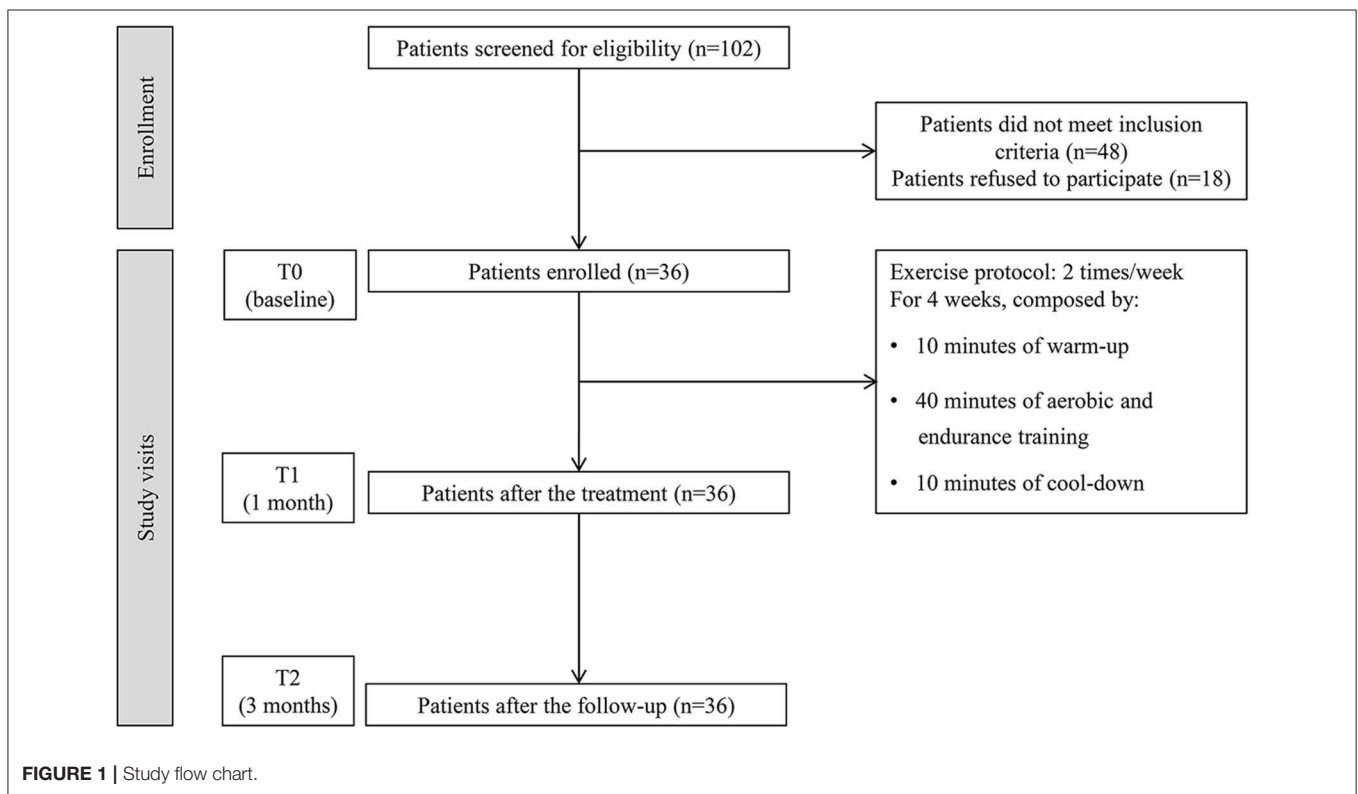 Enrollment
Patients screened for eligibility (n=102)
Patients did not meet inclusion
criteria (n=48)
Patients refused to participate (n=18)
Study visits
T0
(baseline)
Patients enrolled (n=36)
Exercise protocol: 2 times/week
For 4 weeks, composed by:
• 10 minutes of warm-up
• 40 minutes of aerobic and
endurance training
• 10 minutes of cool-down
T1
(1 month)
Patients after the treatment (n=36)
T2
(3 months)
Patients after the follow-up (n=36)
FIGURE 1 | Study flow chart.